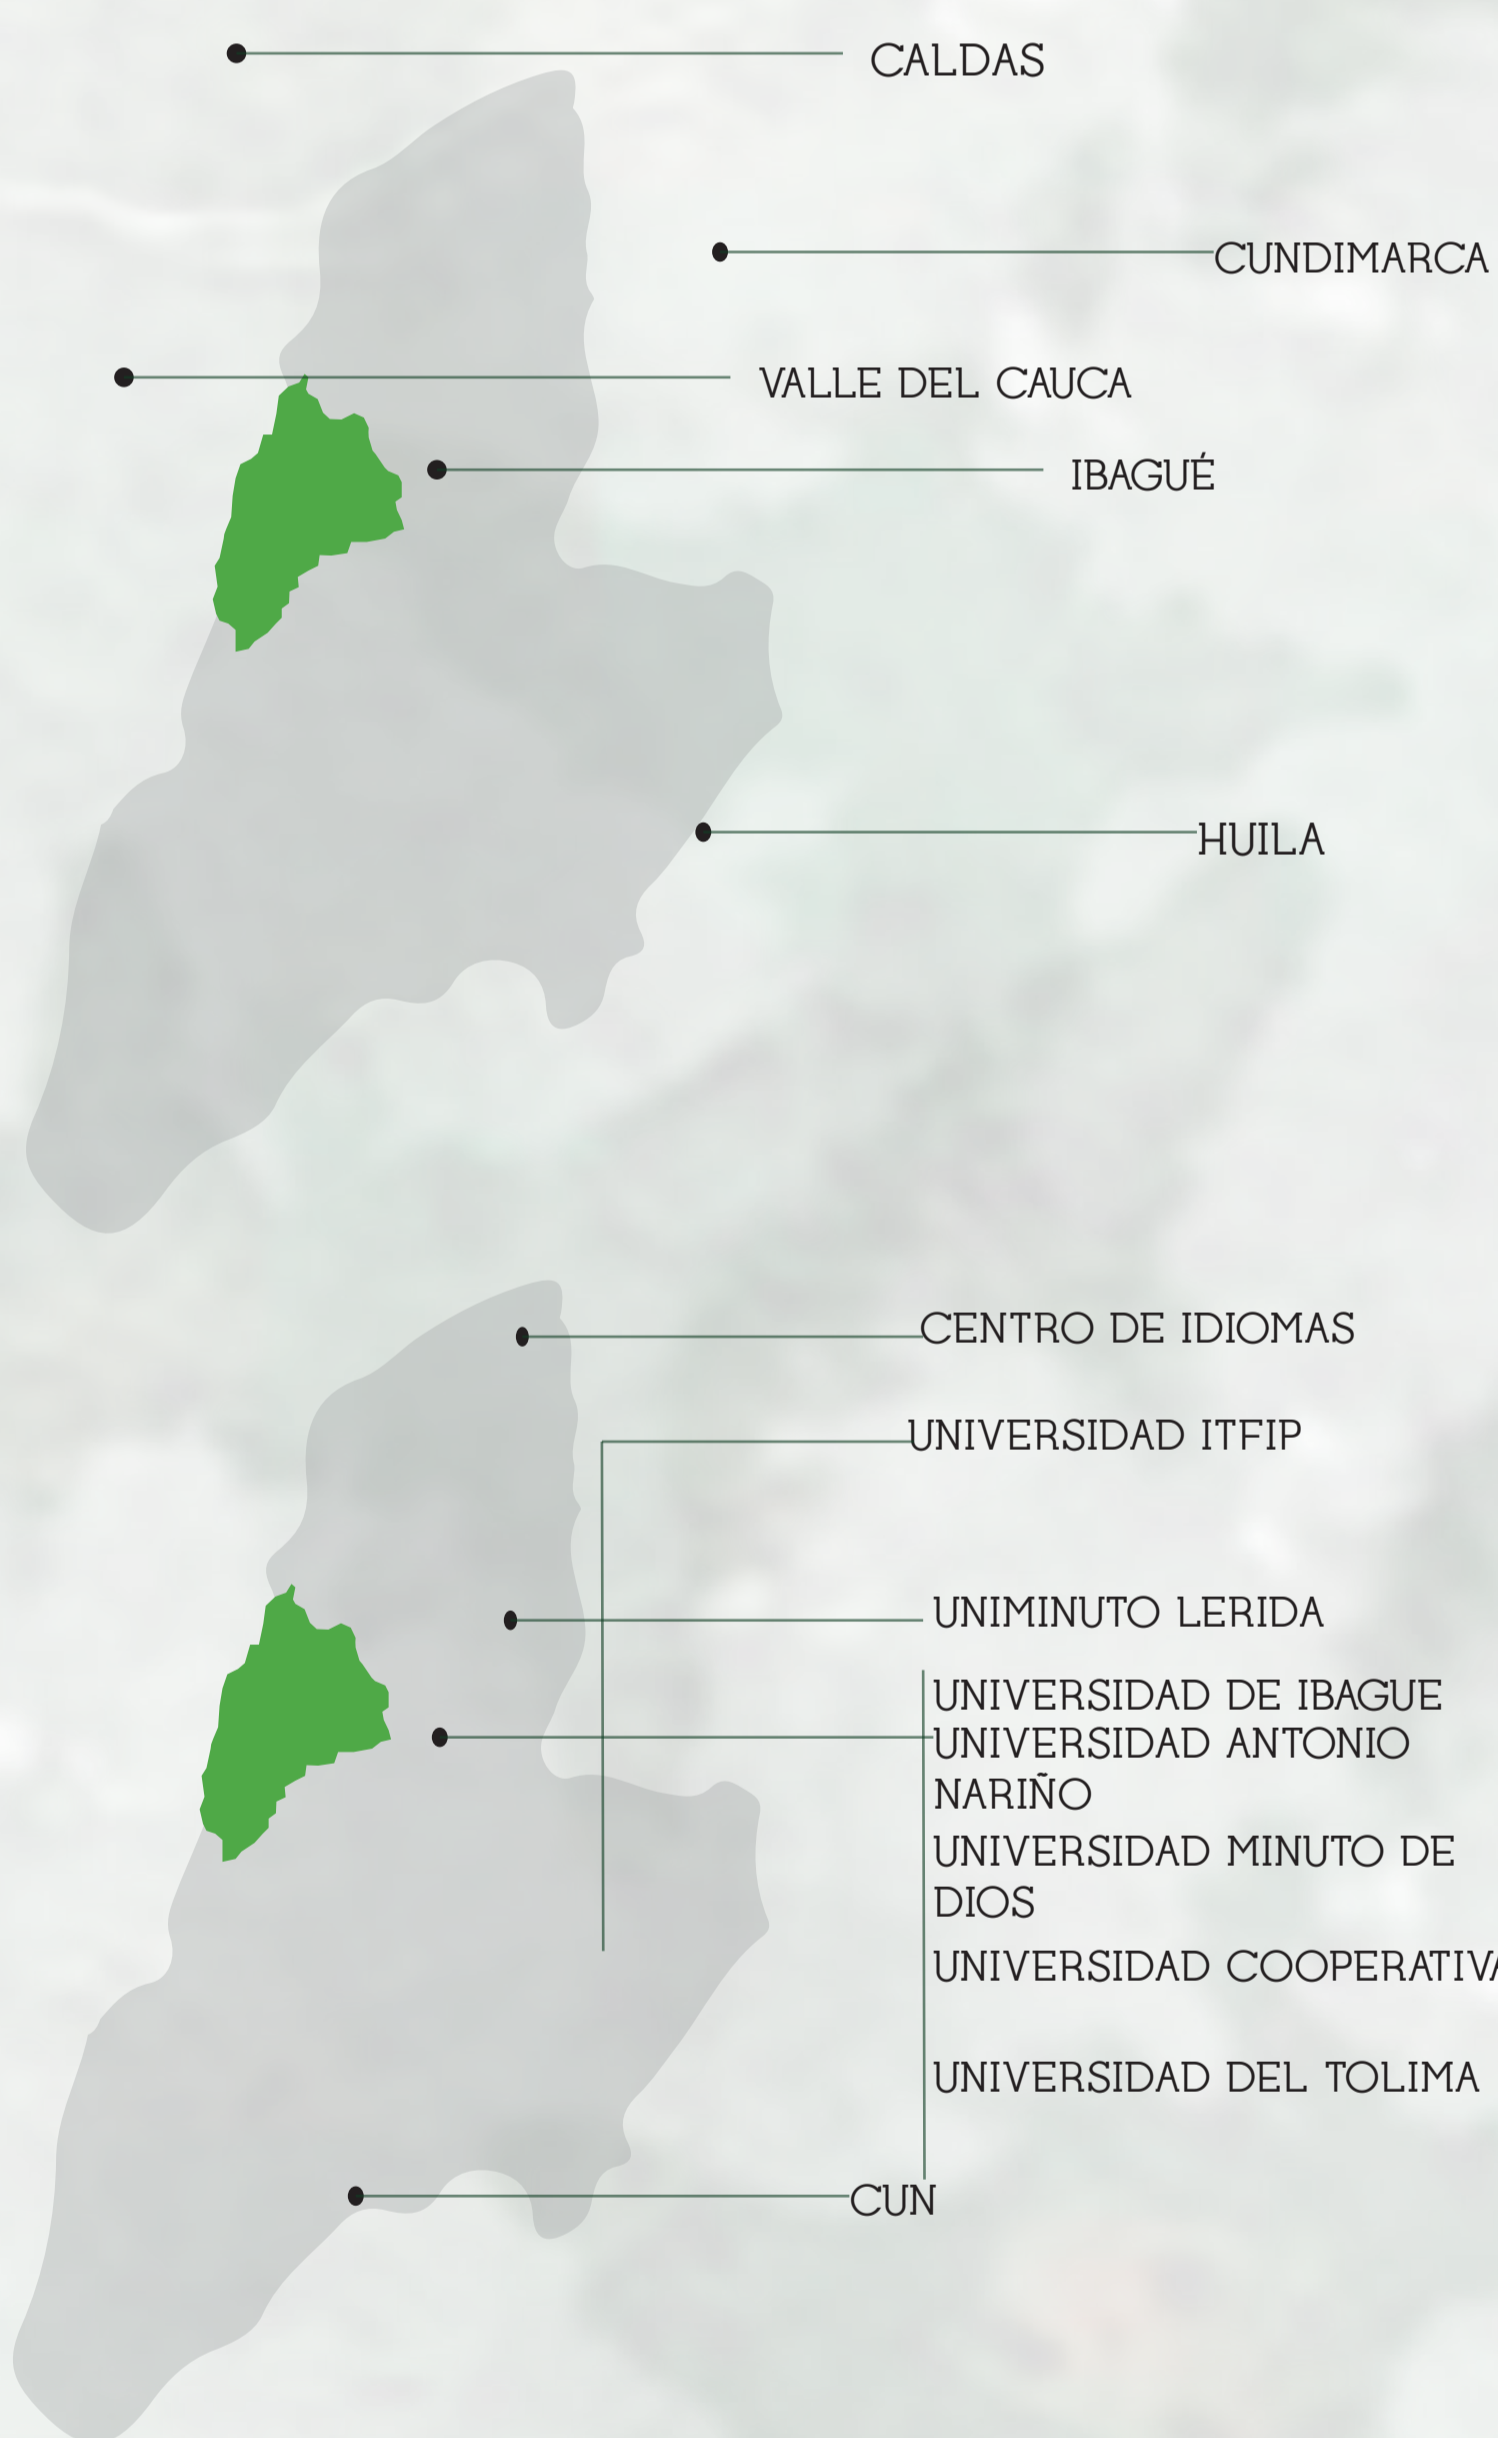 CALDAS
CUNDIMARCA
VALLE DEL CAUCA
IBAGUÉ
HUILA
CENTRO DE IDIOMAS
UNIVERSIDAD ITFIP
UNIMINUTO LERIDA
UNIVERSIDAD DE IBAGUE
UNIVERSIDAD ANTONIO
NARIÑO
UNIVERSIDAD MINUTO DE
DIOS
UNIVERSIDAD COOPERATIVA
UNIVERSIDAD DEL TOLIMA
CUN